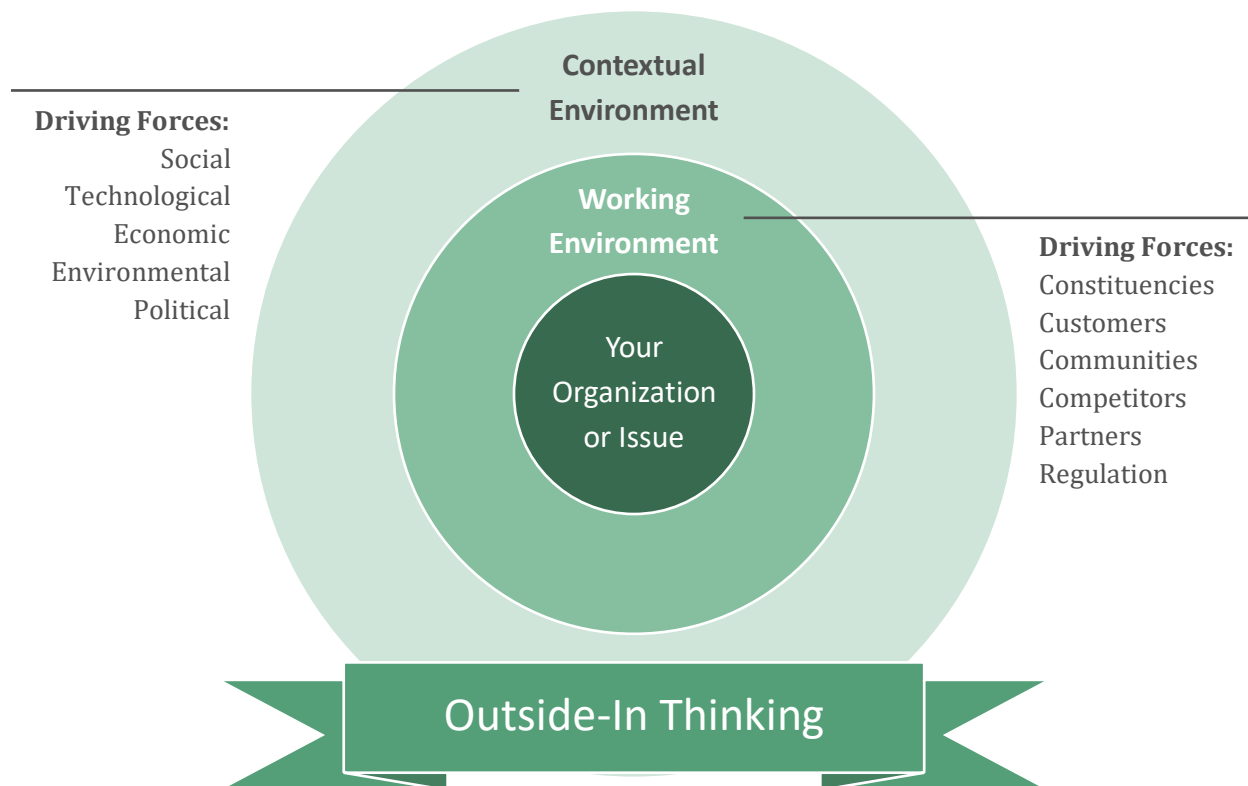 Contextual
Environment
Driving Forces:
Social
Technological
Economic
Environmental
Political
Working
Environment
Driving Forces:
Constituencies
Customers
Communities
Competitors
Partners
Regulation
Your
Organization
or Issue
Outside-In Thinking